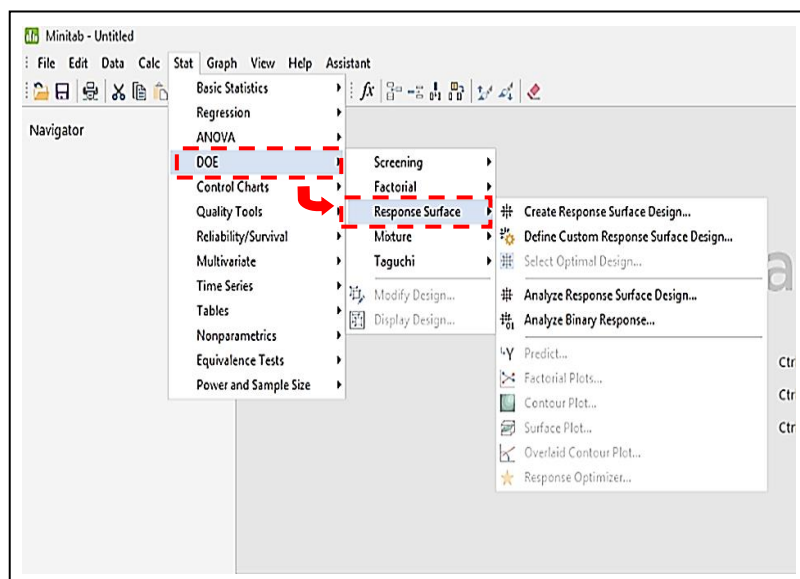 Minitab - Untitled
File Edit Data Calc Stat Graph View Help Assistant
fx
Navigator
Basic Statistics
Regression
ANOVA
DOE
Control Charts
Quality Tools
Reliability/Survival
Multivariate
Time Series
Tables
Nonparametrics
Equivalence Tests
Power and Sample Size
Screening
Factorial
Response Surface
Mixture
Taguchi
Modify Design...
Display Design...
Create Response Surface Design...
Define Custom Response Surface Design...
Select Optimal Design...
Analyze Response Surface Design...
Analyze Binary Response...
Predict...
Factorial Plots...
Contour Plot...
Surface Plot...
Overlaid Contour Plot...
Response Optimizer...
a
Ctr
Ctr
Ctr